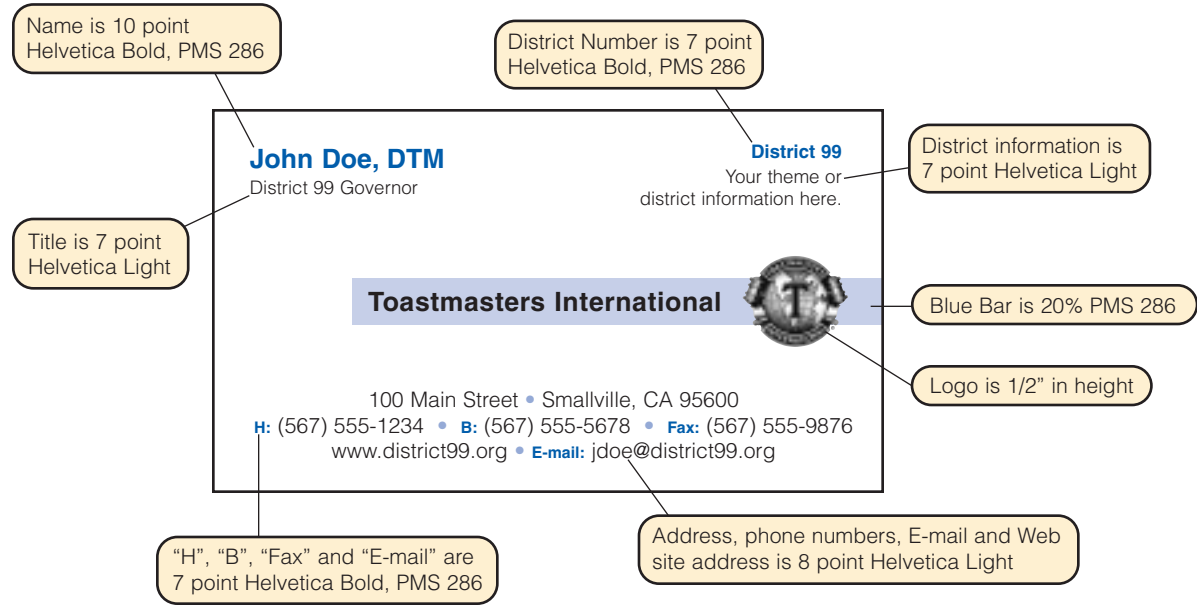 Name is 10 point
Helvetica Bold, PMS 286
District Number is 7 point
Helvetica Bold, PMS 286
John Doe, DTM
District 99 Governor
District 99
Your theme or
district information here.
District information is
7 point Helvetica Light
Title is 7 point
Helvetica Light
Toastmasters International
T
Blue Bar is 20% PMS 286
Logo is 1/2” in height
100 Main Street • Smallville, CA 95600
H: (567) 555-1234 • B: (567) 555-5678 • Fax: (567) 555-9876
www.district99.org • E-mail: jdoe@district99.org
“H”, “B”, “Fax” and “E-mail” are
7 point Helvetica Bold, PMS 286
Address, phone numbers, E-mail and Web
site address is 8 point Helvetica Light